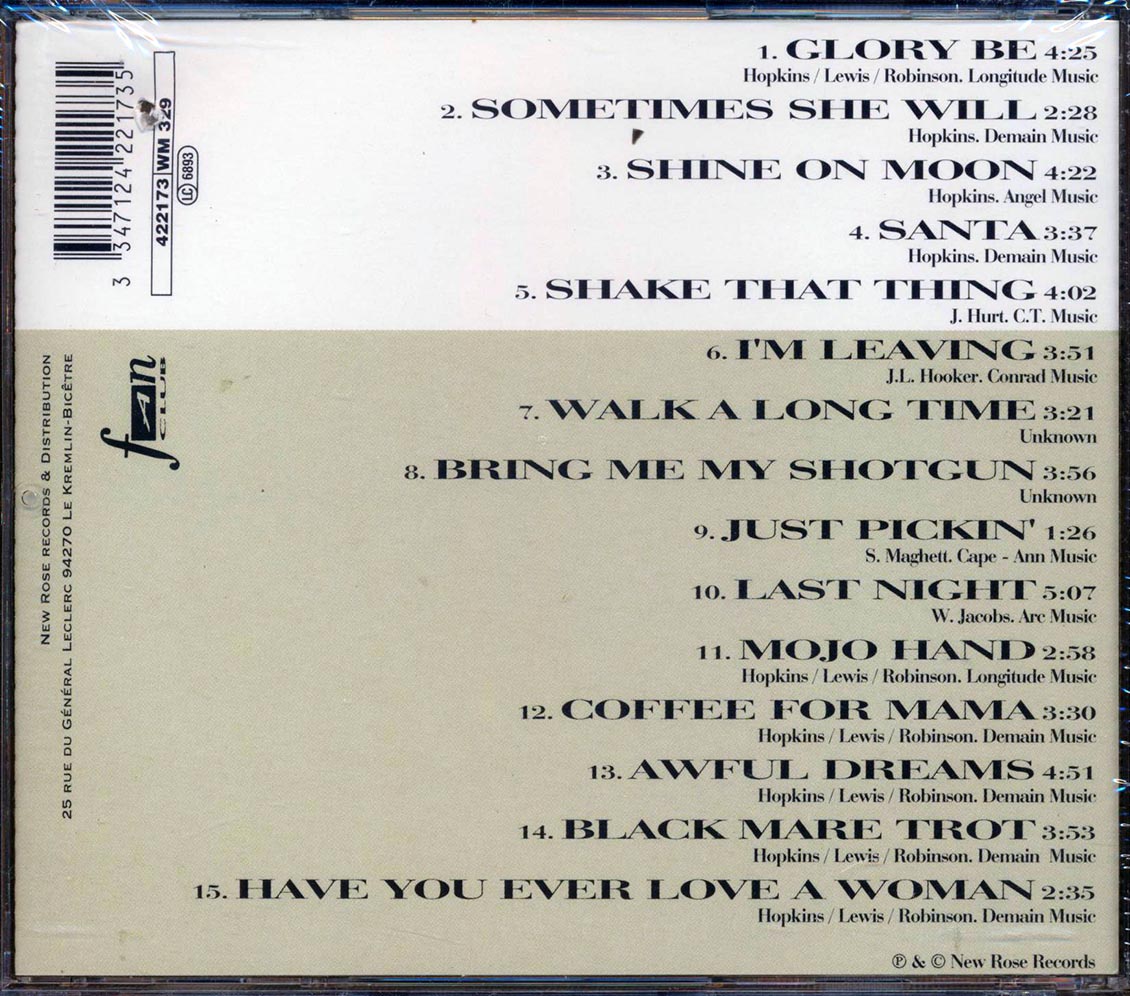 1. GLORY BE 4:25
Hopkins / Lewis / Robinson. Longitude Music
2. SOMETIMES SHE WILL 2:28
Hopkins. Demain Music
3. SHINE ON MOON 4:22
Hopkins. Angel Music
4. SANTA 3:37
Hopkins. Demain Music
5. SHAKE THAT THING 4:02
J. Hurt. C.T. Music
6. I'M LEAVING 3:51
J.L. Hooker. Conrad Music
7. WALK A LONG TIME 3:21
Unknown
8. BRING ME MY SHOTGUN 3:56
Unknown
9. JUST PICKIN' 1:26
S. Maghett. Cape - Ann Music
10. LAST NIGHT 5:07
W. Jacobs. Arc Music
11. MOJO HAND 2:58
Hopkins / Lewis / Robinson. Longitude Music
12. COFFEE FOR MAMA 3:30
Hopkins / Lewis / Robinson. Demain Music
13. AWFUL DREAMS 4:51
Hopkins / Lewis / Robinson. Demain Music
14. BLACK MARE TROT 3:53
Hopkins / Lewis / Robinson. Demain Music
15. HAVE YOU EVER LOVE A WOMAN 2:35
Hopkins / Lewis / Robinson. Demain Music
℗ & © New Rose Records
3 347124 221735
422173 WM 329
LC 6893
fan
CLUB
NEW ROSE RECORDS & DISTRIBUTION
25 RUE DU GÉNÉRAL LECLERC 94270 LE KREMLIN-BICÊTRE